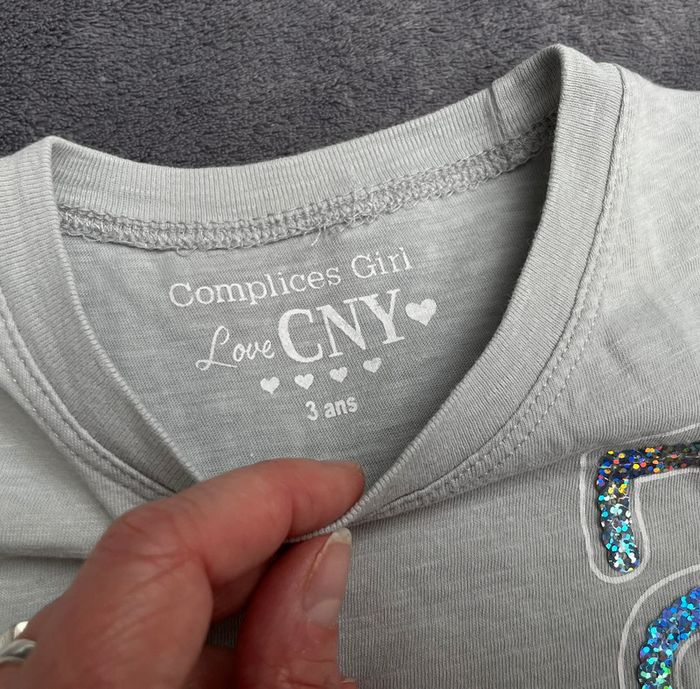 Complices Girl
Love CNY
3 ans